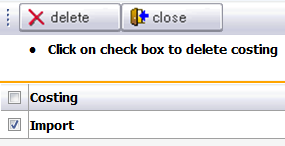 delete close
• Click on check box to delete costing
Costing
Import